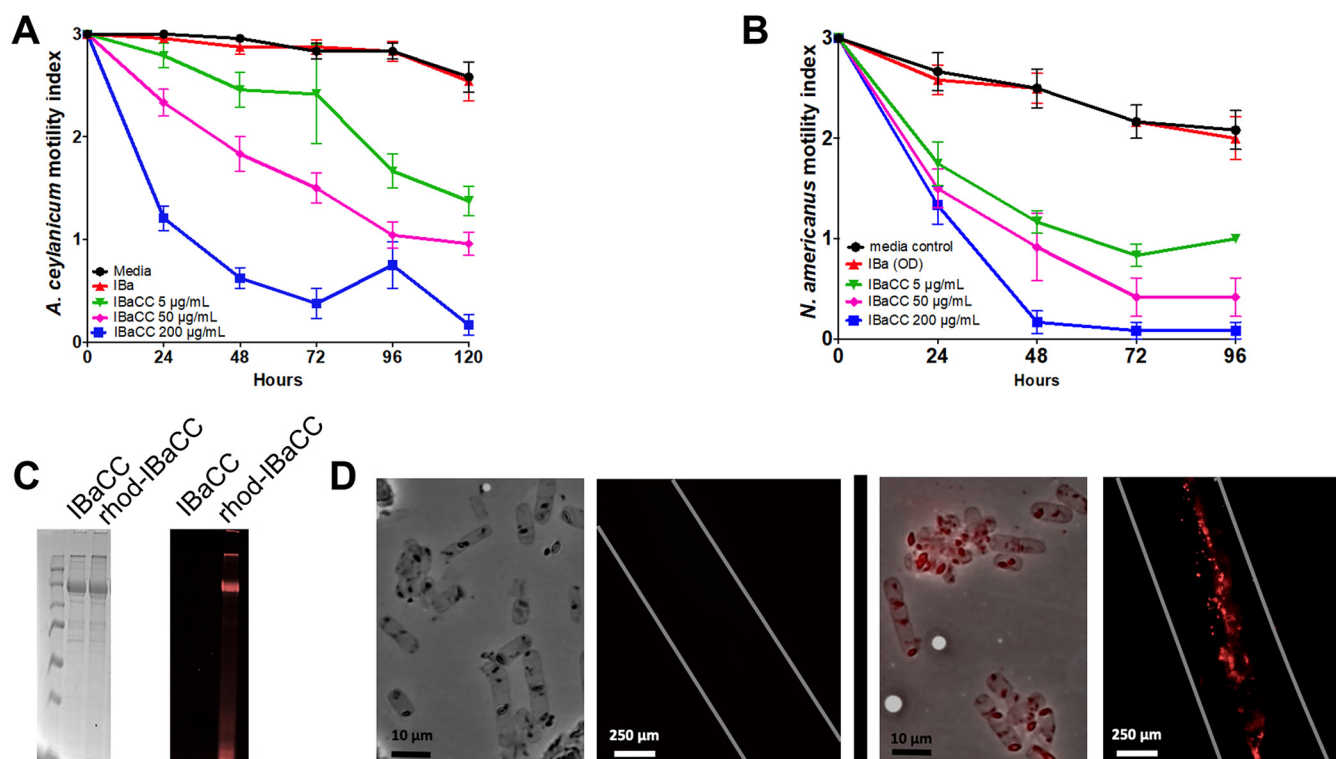 A
A. ceylanicum motility index
3
2
1
0
Media
IBa
IBaCC 5 µg/mL
IBaCC 50 µg/mL
IBaCC 200 µg/mL
0 24 48 72 96 120
Hours
B
N. americanus motility index
3
2
1
0
media control
IBa (OD)
IBaCC 5 µg/mL
IBaCC 50 µg/mL
IBaCC 200 µg/mL
0 24 48 72 96
Hours
C
IBaCC
rhod-IBaCC
IBaCC
rhod-IBaCC
D
10 µm
250 µm
10 µm
250 µm